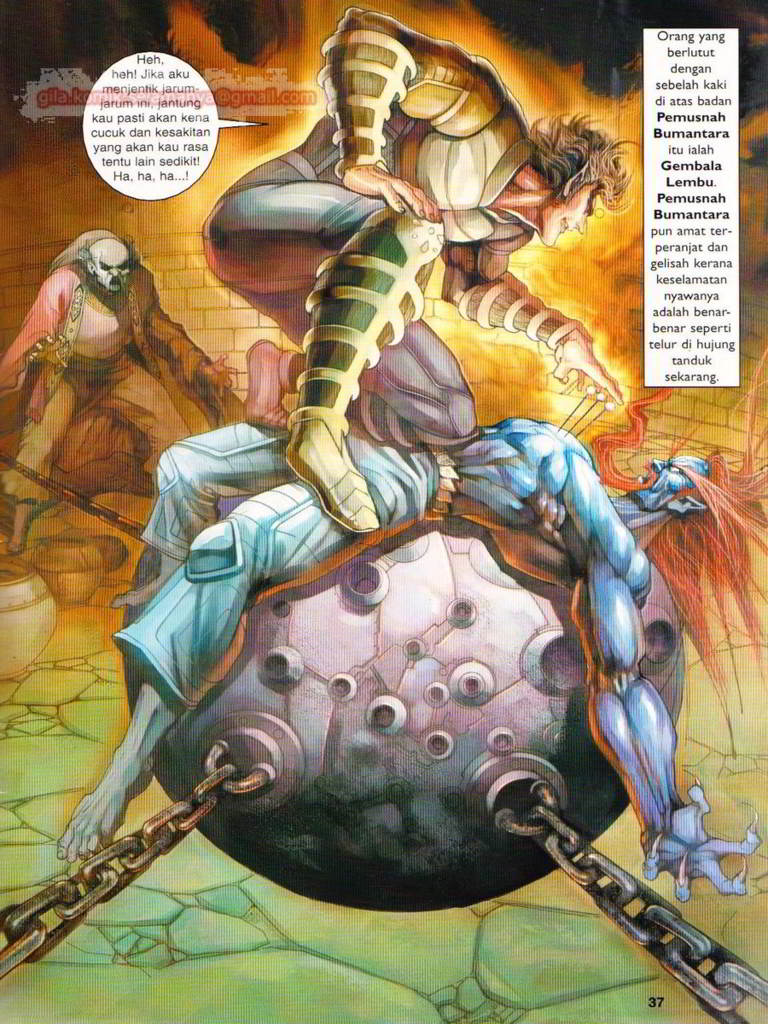 Heh,
heh! Jika aku
menjentik jarum-
jarum ini, jantung
kau pasti akan kena
cucuk dan kesakitan
yang akan kau rasa
tentu lain sedikit!
Ha, ha, ha...!
Orang yang
berlutut
dengan
sebelah kaki
di atas badan
Pemusnah
Bumantara
itu ialah
Gembala
Lembu.
Pemusnah
Bumantara
pun amat ter-
peranjat dan
gelisah kerana
keselamatan
nyawanya
adalah benar-
benar seperti
telur di hujung
tanduk
sekarang.
37